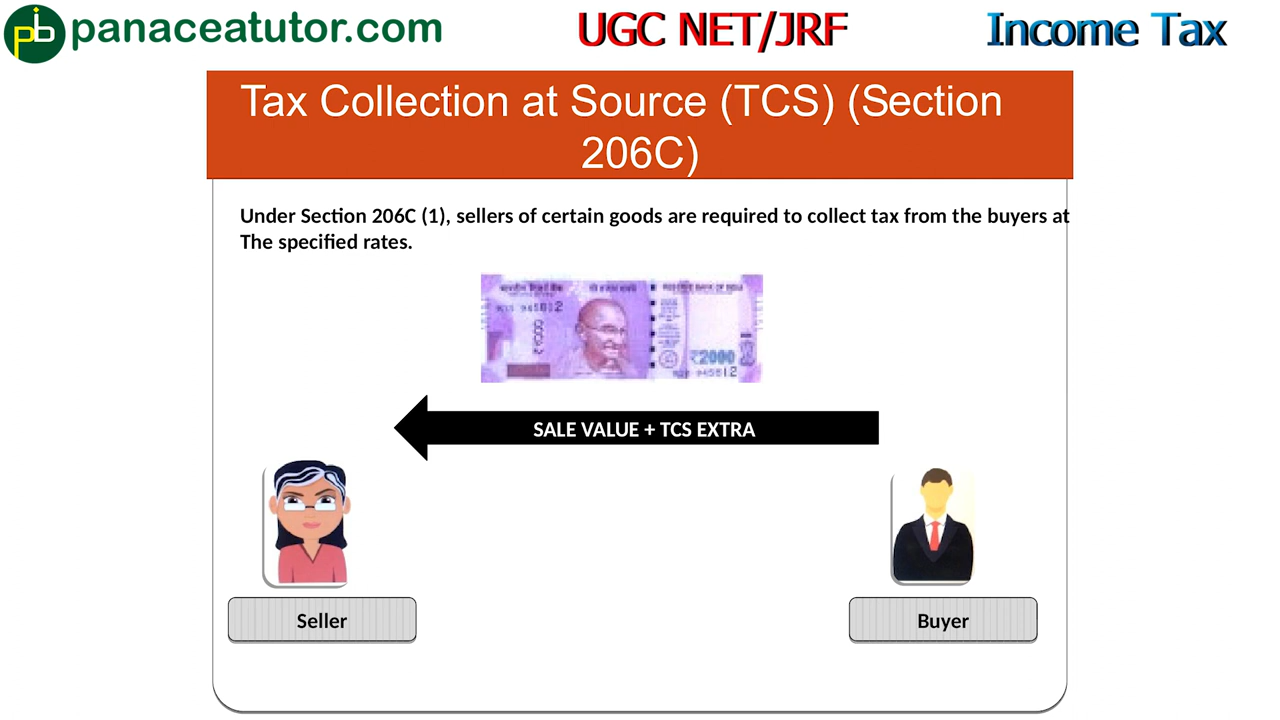 pb panaceatutor.com
UGC NET/JRF
Income Tax
Tax Collection at Source (TCS) (Section
206C)
Under Section 206C (1), sellers of certain goods are required to collect tax from the buyers at
The specified rates.
₹2000
SALE VALUE + TCS EXTRA
Seller
Buyer